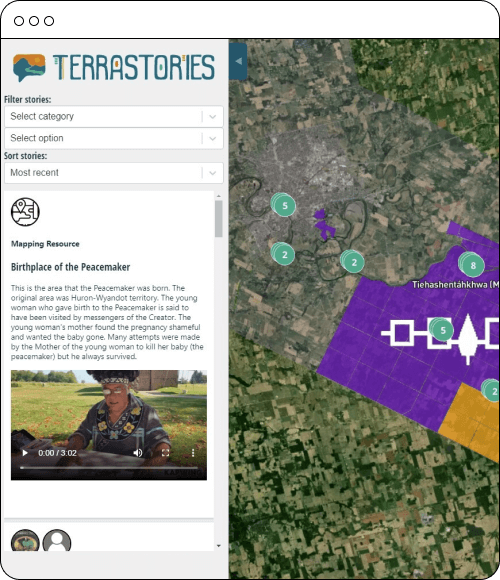 TERRASTORIES
Filter stories:
Select category
Select option
Sort stories:
Most recent
Mapping Resource
Birthplace of the Peacemaker
This is the area that the Peacemaker was born. The
original area was Huron-Wyandot territory. The young
woman who gave birth to the Peacemaker is said to
have been visited by messengers of the Creator. The
young woman's mother found the pregnancy shameful
and wanted the baby gone. Many attempts were made
by the Mother of the young woman to kill her baby (the
peacemaker) but he always survived.
0:00 / 3:02
5
2
2
8
Tiehashentáhkhwa (M
5
2